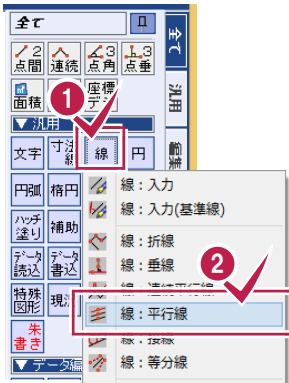 全て
点間 連続 点角 点垂
面積 座標
▼ 汎用
文字 寸法線 線 円
円弧 楕円
線：入力
線：入力(基準線)
ハッチ塗り 補助
線：折線
データ読込 データ書込
線：垂線
特殊図形
線：平行線
朱書き
線：等分線
▼ データ編
全て
汎用
編集
1
2